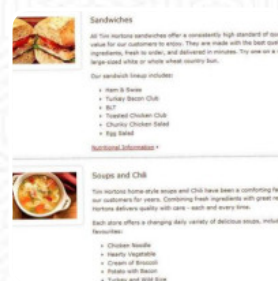 Sandwiches
All Tim Hortons sandwiches offer a consistently high standard of
value for our customers to enjoy. They are made with the best
ingredients, fresh to order, and delivered in minutes. Try one on a
large-sized white or whole wheat country bun.
Our sandwich lineup includes:
Ham & Swiss
Turkey Bacon Club
BLT
Toasted Chicken Club
Chunky Chicken Salad
Egg Salad
Nutritional Information
Soups and Chili
Tim Hortons home-style soups and Chili have been a comforting
our customers for years. Combining fresh ingredients with great
Hortons delivers quality with care - each and every time.
Each store offers a changing daily variety of delicious soups,
favourites:
Chicken Noodle
Hearty Vegetable
Cream of Broccoli
Potato with Bacon
Turkey and Wild Rice